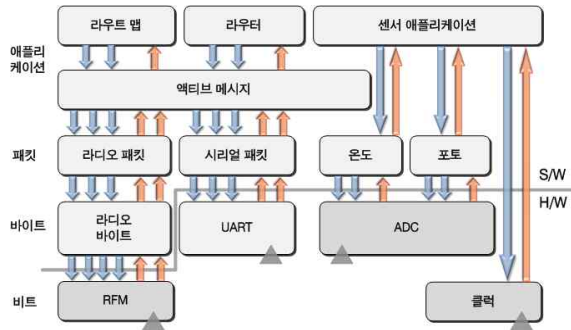 라우트 맵
라우터
센서 애플리케이션
애플리
케이션
액티브 메시지
패킷
라디오 패킷
시리얼 패킷
온도
포토
S/W
H/W
바이트
라디오
바이트
UART
ADC
비트
RFM
클럭